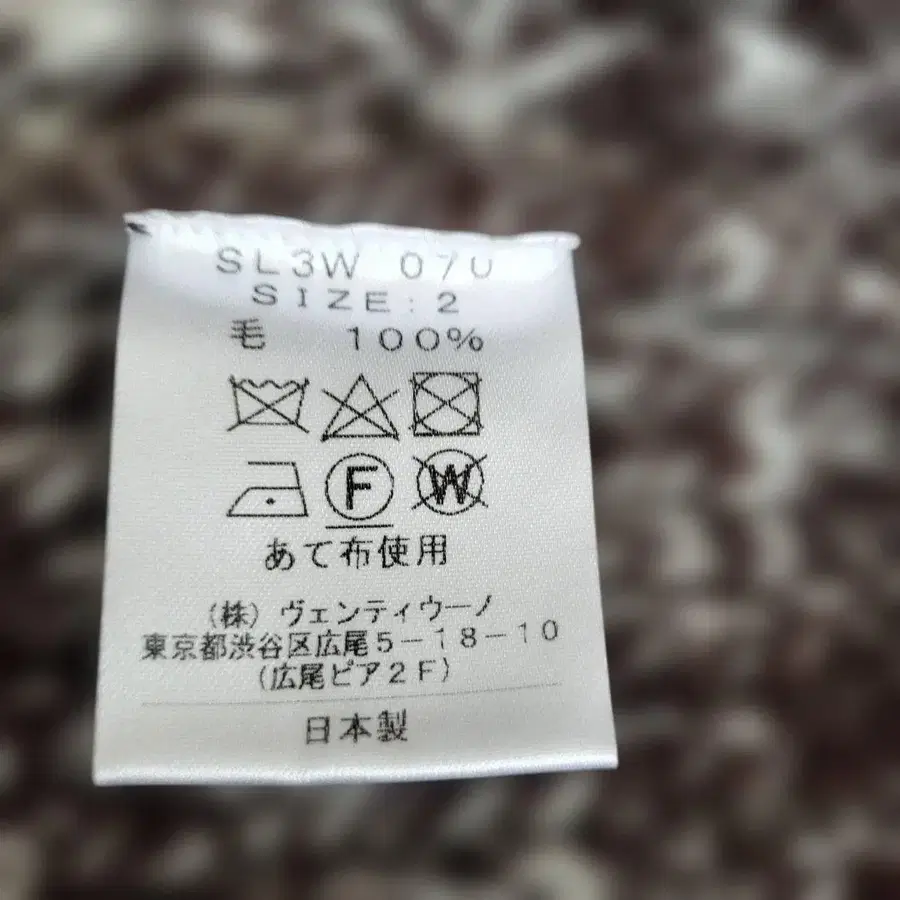 SL3W 07U
SIZE:2
毛 100%
F W
あて布使用
（株）ヴェンティウーノ
東京都渋谷区広尾5－18－10
（広尾ピア2F）
日本製